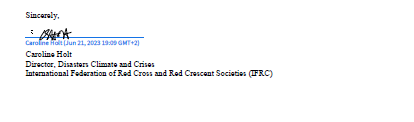 Sincerely,
Caroline Holt (Jun 21, 2023 19:09 GMT+2)
Caroline Holt
Director, Disasters Climate and Crises
International Federation of Red Cross and Red Crescent Societies (IFRC)